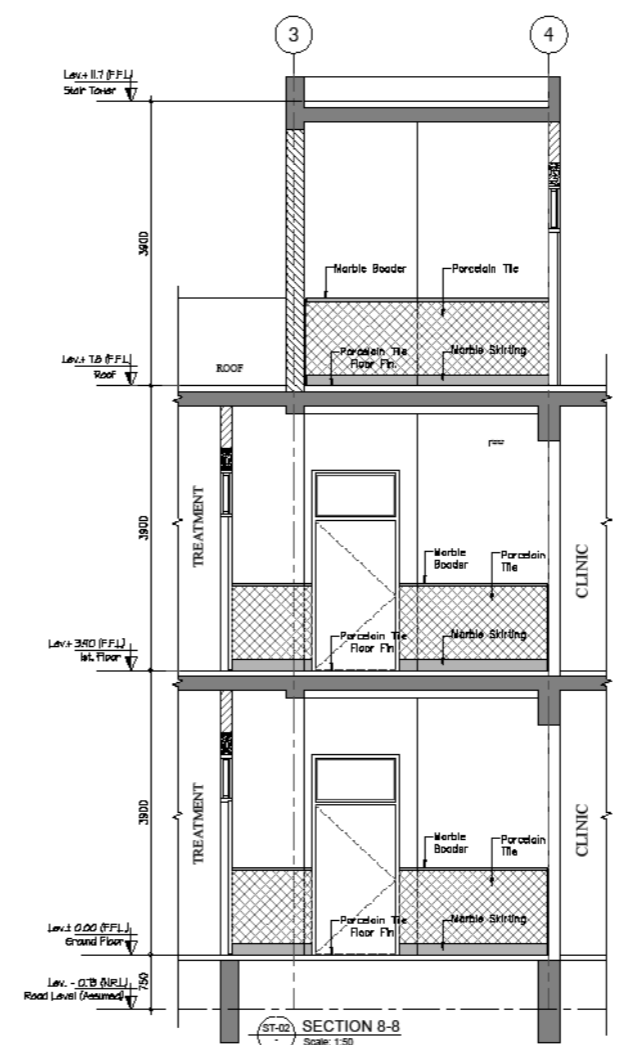 3
4
Lev.+ 11.7 (F.F.L)
Stair Tower
3900
Marble Boader
Porcelain Tile
Lev.+ 7.8 (F.F.L)
Roof
ROOF
Porcelain Tile
Floor Fin.
Marble Skirting
TREATMENT
3900
CLINIC
Marble
Boader
Porcelain
Tile
Lev.+ 3.90 (F.F.L)
1st. Floor
Porcelain Tile
Floor Fin
Marble Skirting
TREATMENT
3900
CLINIC
Marble
Boader
Porcelain
Tile
Lev.± 0.00 (F.F.L)
Ground Floor
Porcelain Tile
Floor Fin
Marble Skirting
Road Level (Assumed)
750
ST-02
-
SECTION 8-8
Scale: 1:50